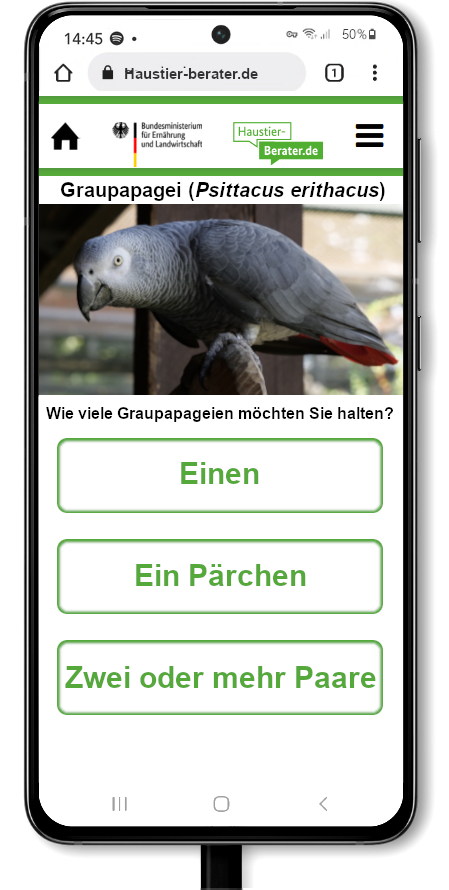 14:45
50%
Haustier-berater.de
1
Bundesministerium
für Ernährung
und Landwirtschaft
Haustier-
Berater.de
Graupapagei (Psittacus erithacus)
Wie viele Graupapageien möchten Sie halten?
Einen
Ein Pärchen
Zwei oder mehr Paare